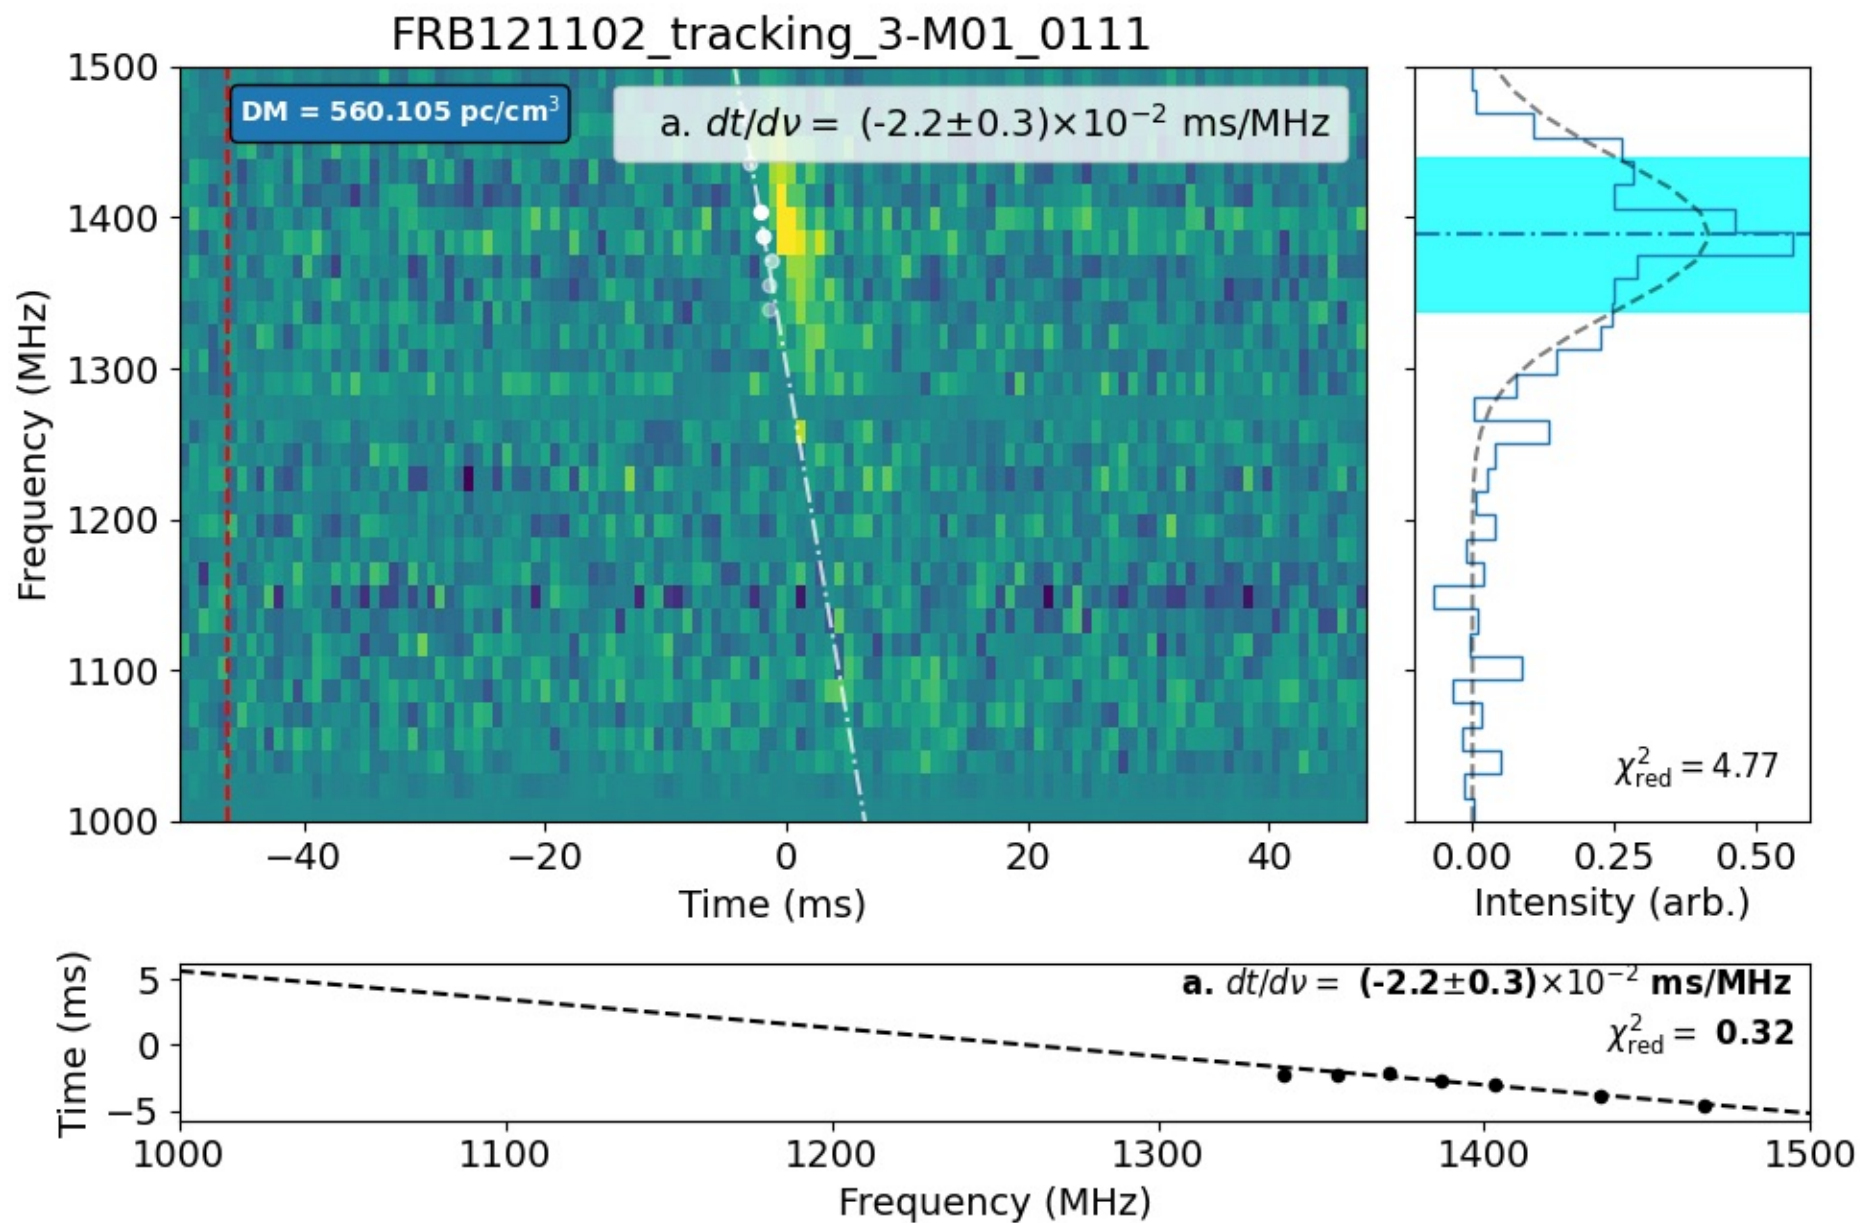 FRB121102_tracking_3-M01_0111
DM = 560.105 pc/cm³
a. dt/dν = (-2.2±0.3)×10⁻² ms/MHz
1500
1400
1300
1200
1100
1000
Frequency (MHz)
−40 −20 0 20 40
Time (ms)
χ²red = 4.77
0.00 0.25 0.50
Intensity (arb.)
a. dt/dν = (-2.2±0.3)×10⁻² ms/MHz
χ²red = 0.32
5
0
−5
Time (ms)
1000 1100 1200 1300 1400 1500
Frequency (MHz)